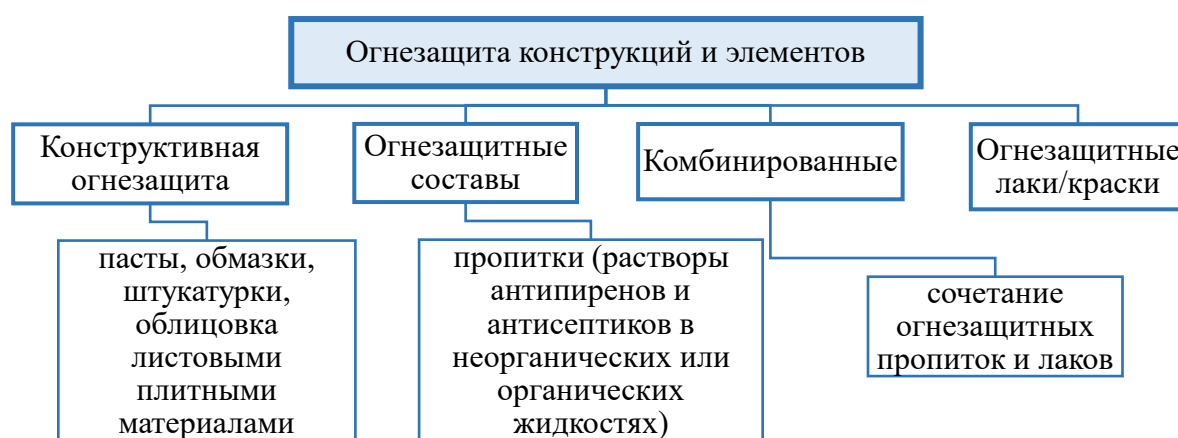 Огнезащита конструкций и элементов
Конструктивная
огнезащита
Огнезащитные
составы
Комбинированные
Огнезащитные
лаки/краски
пасты, обмазки,
штукатурки,
облицовка
листовыми
плитными
материалами
пропитки (растворы
антипиренов и
антисептиков в
неорганических или
органических
жидкостях)
сочетание
огнезащитных
пропиток и лаков